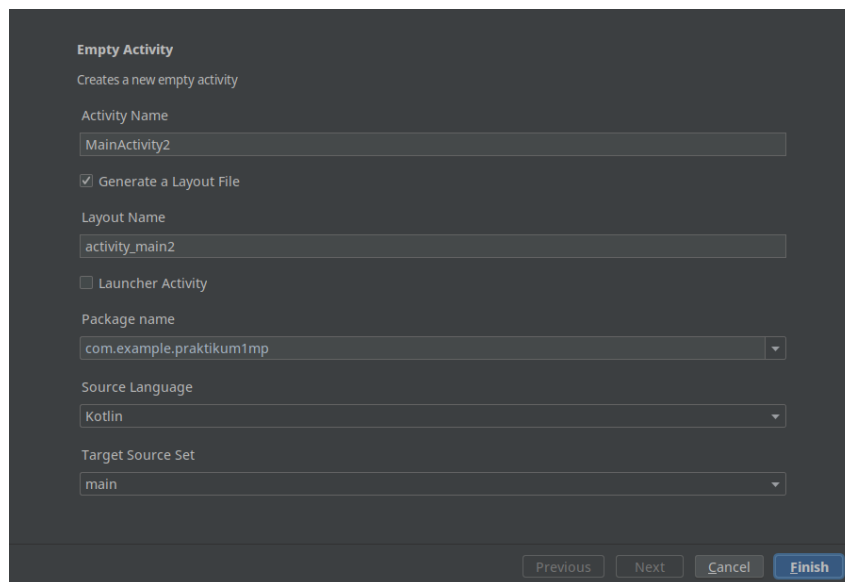 Empty Activity
Creates a new empty activity
Activity Name
MainActivity2
Generate a Layout File
Layout Name
activity_main2
Launcher Activity
Package name
com.example.praktikum1mp
Source Language
Kotlin
Target Source Set
main
Previous Next Cancel Finish